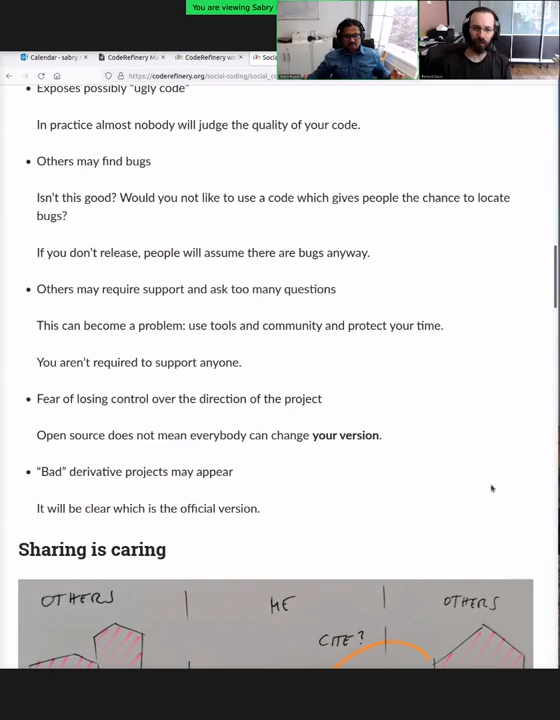 You are viewing Sabry
Calendar - sabry.r
CodeRefinery Ma
CodeRefinery wo
Socia
https://coderefinery.org/social-coding/social_co
Exposes possibly "ugly code"
In practice almost nobody will judge the quality of your code.
Others may find bugs
Isn't this good? Would you not like to use a code which gives people the chance to locate
bugs?
If you don't release, people will assume there are bugs anyway.
Others may require support and ask too many questions
This can become a problem: use tools and community and protect your time.
You aren't required to support anyone.
Fear of losing control over the direction of the project
Open source does not mean everybody can change your version.
"Bad" derivative projects may appear
It will be clear which is the official version.
Sharing is caring
OTHERS
ME
OTHERS
CITE?